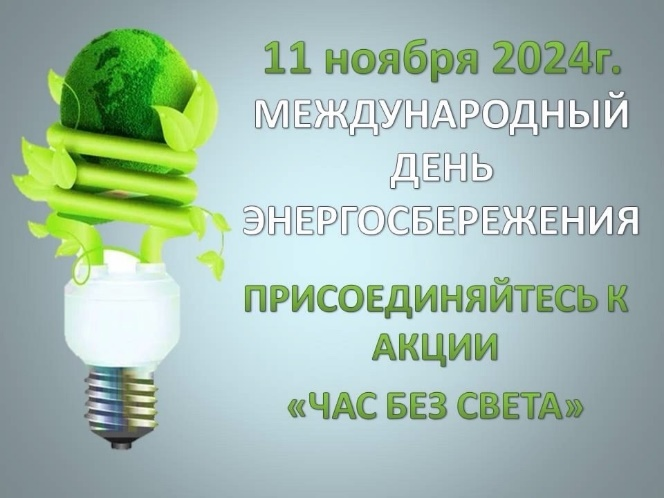 11 ноября 2024г.
МЕЖДУНАРОДНЫЙ
ДЕНЬ
ЭНЕРГОСБЕРЕЖЕНИЯ
ПРИСОЕДИНЯЙТЕСЬ К
АКЦИИ
«ЧАС БЕЗ СВЕТА»